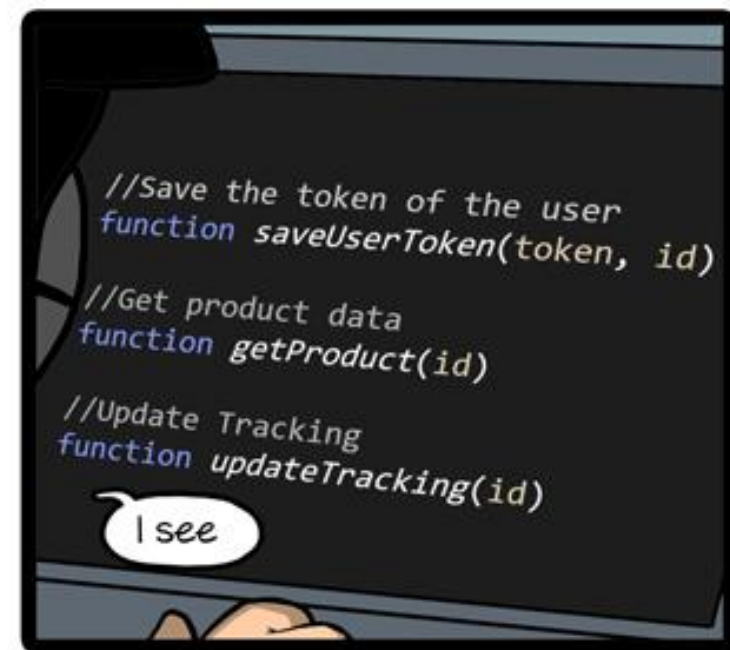 //Save the token of the user
function saveUserToken(token, id)
//Get product data
function getProduct(id)
//Update Tracking
function updateTracking(id)
I see